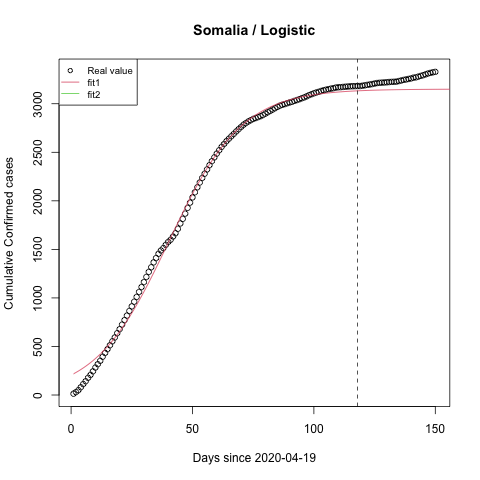 Somalia / Logistic
Real value
fit1
fit2
Cumulative Confirmed cases
3000
2500
2000
1500
1000
500
0
0 50 100 150
Days since 2020-04-19